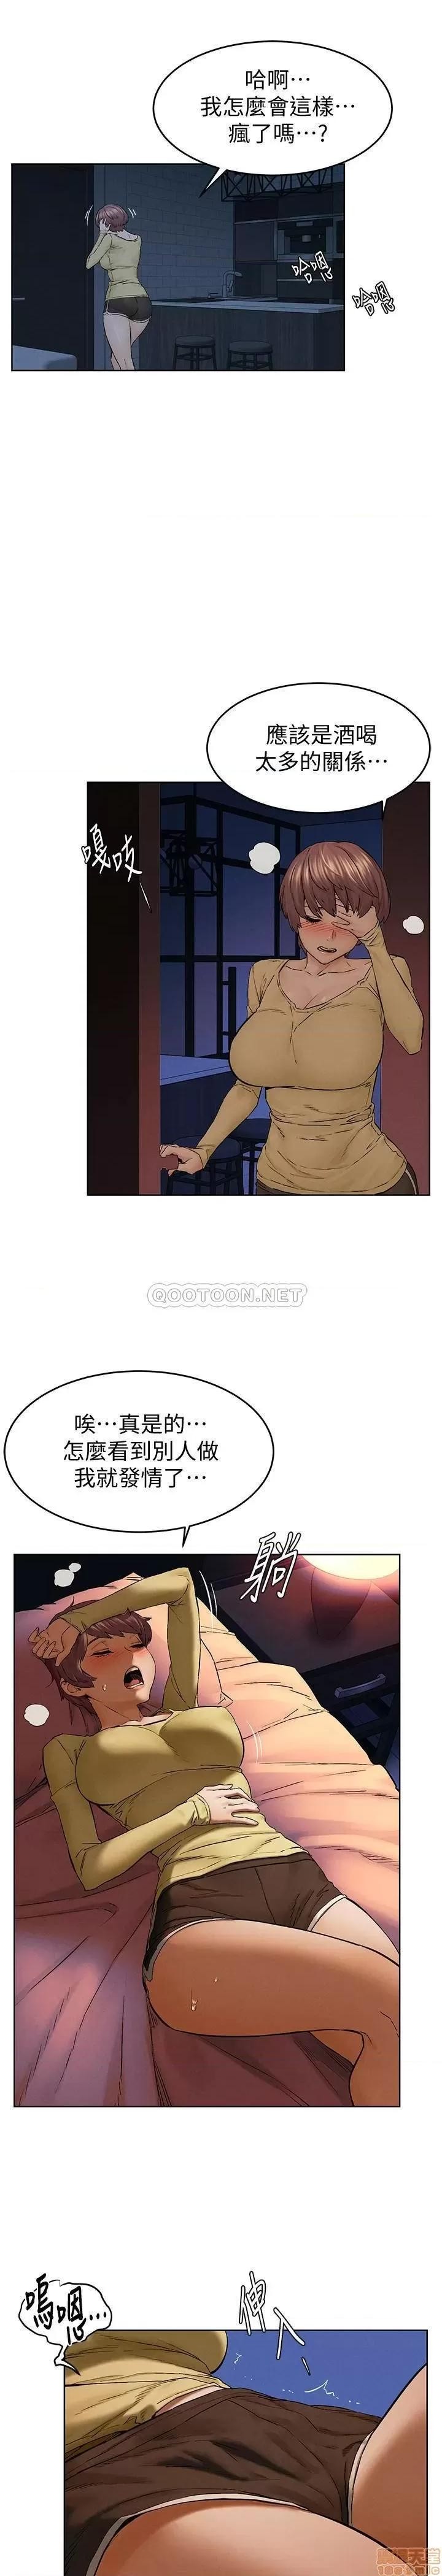 哈啊…
我怎麼會這樣…
瘋了嗎…?
哈嗯
哈嗯
應該是酒喝
太多的關係…
嘎吱
QOOTOON.NET
唉…真是的…
怎麼看到別人做
我就發情了…
躺
嗚嗯…
伸入